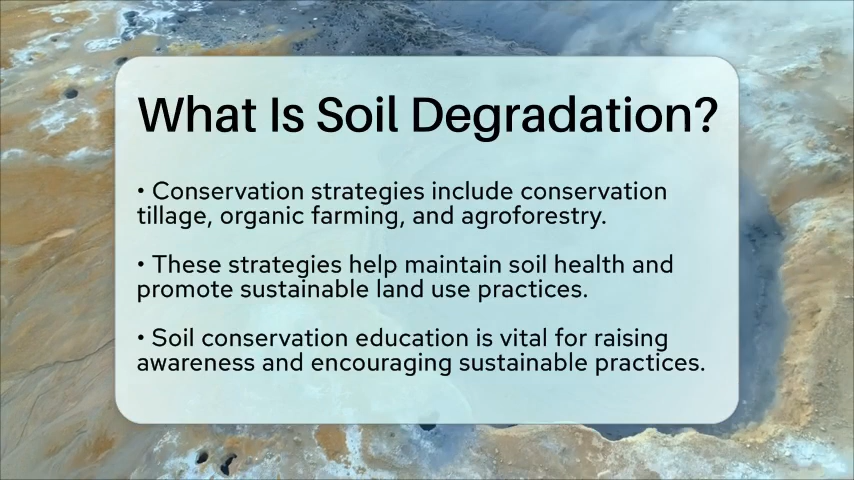 What Is Soil Degradation?
• Conservation strategies include conservation
tillage, organic farming, and agroforestry.
• These strategies help maintain soil health and
promote sustainable land use practices.
• Soil conservation education is vital for raising
awareness and encouraging sustainable practices.